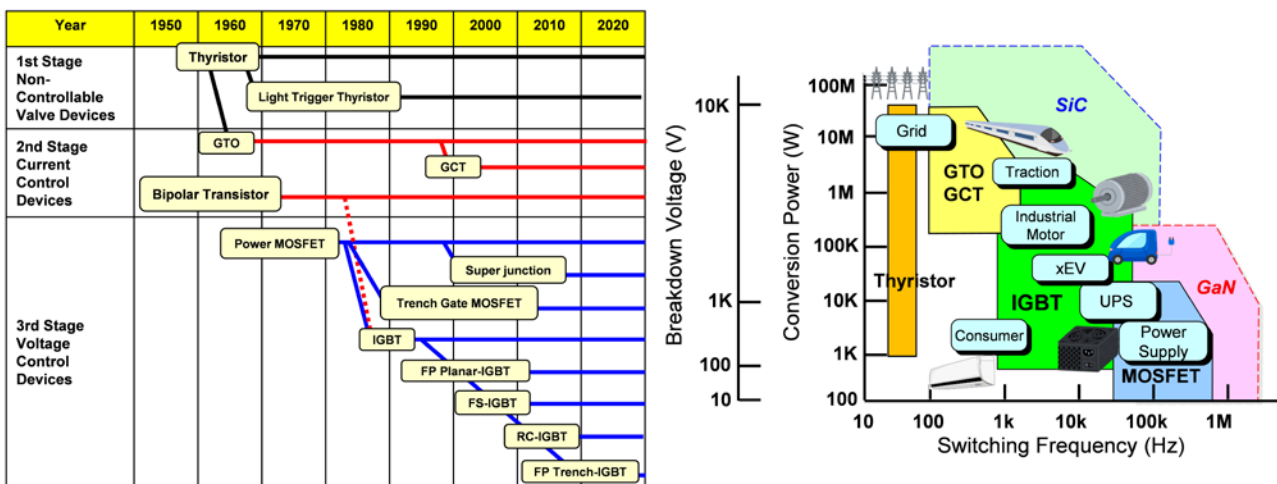 Year 1950 1960 1970 1980 1990 2000 2010 2020
1st Stage
Non-
Controllable
Valve Devices
Thyristor
Light Trigger Thyristor
2nd Stage
Current
Control
Devices
GTO
GCT
Bipolar Transistor
3rd Stage
Voltage
Control
Devices
Power MOSFET
Super junction
Trench Gate MOSFET
IGBT
FP Planar-IGBT
FS-IGBT
RC-IGBT
FP Trench-IGBT
Breakdown Voltage (V)
10K
1K
100
10
Conversion Power (W)
100M
10M
1M
100K
10K
1K
100
10
100
1k
10k
100k
1M
Switching Frequency (Hz)
SiC
Grid
GTO
GCT
Traction
Industrial
Motor
Thyristor
xEV
GaN
IGBT
UPS
Consumer
Power
Supply
MOSFET